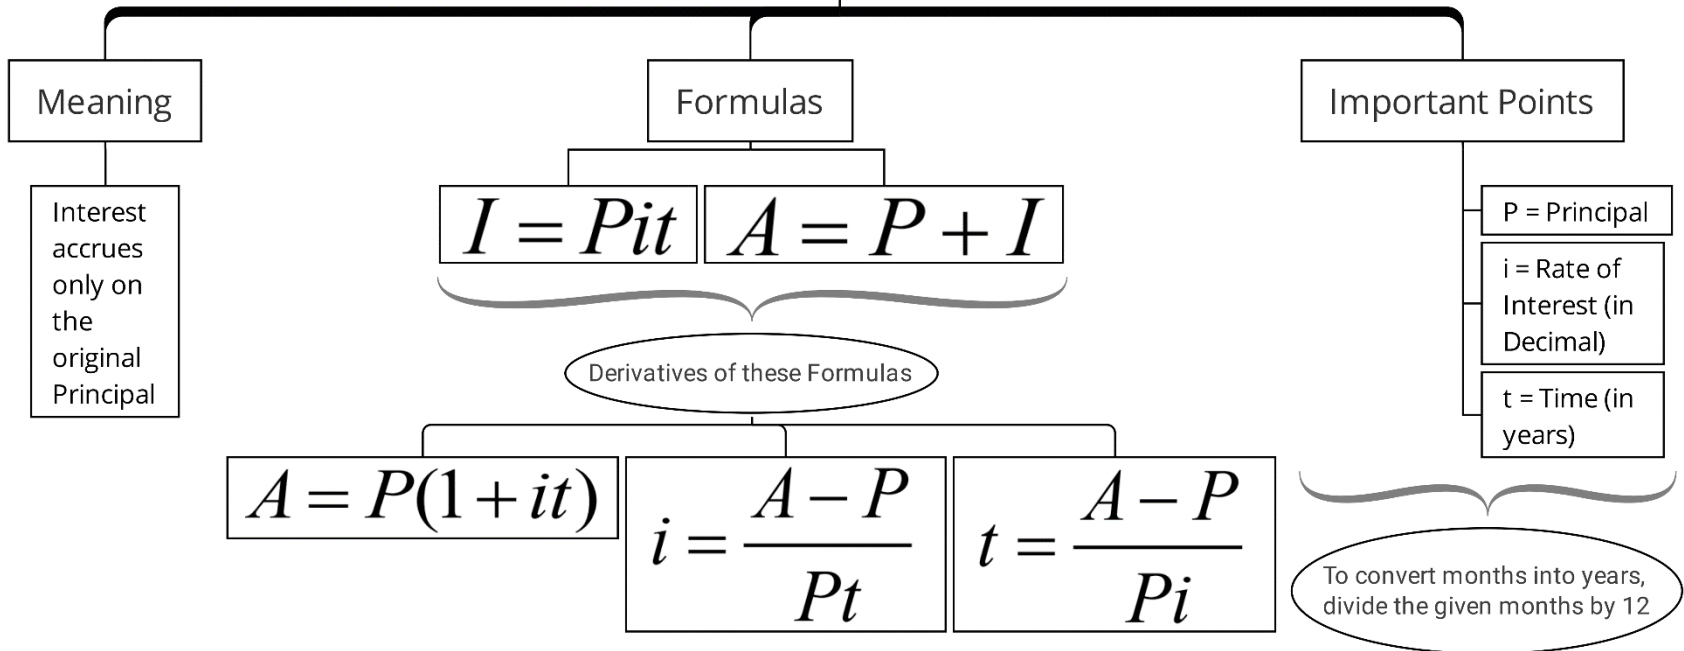 Meaning
Formulas
Important Points
Interest
accrues
only on
the
original
Principal
I = Pit
A = P + I
Derivatives of these Formulas
A = P(1 + it)
i = (A − P) / Pt
t = (A − P) / Pi
P = Principal
i = Rate of
Interest (in
Decimal)
t = Time (in
years)
To convert months into years,
divide the given months by 12